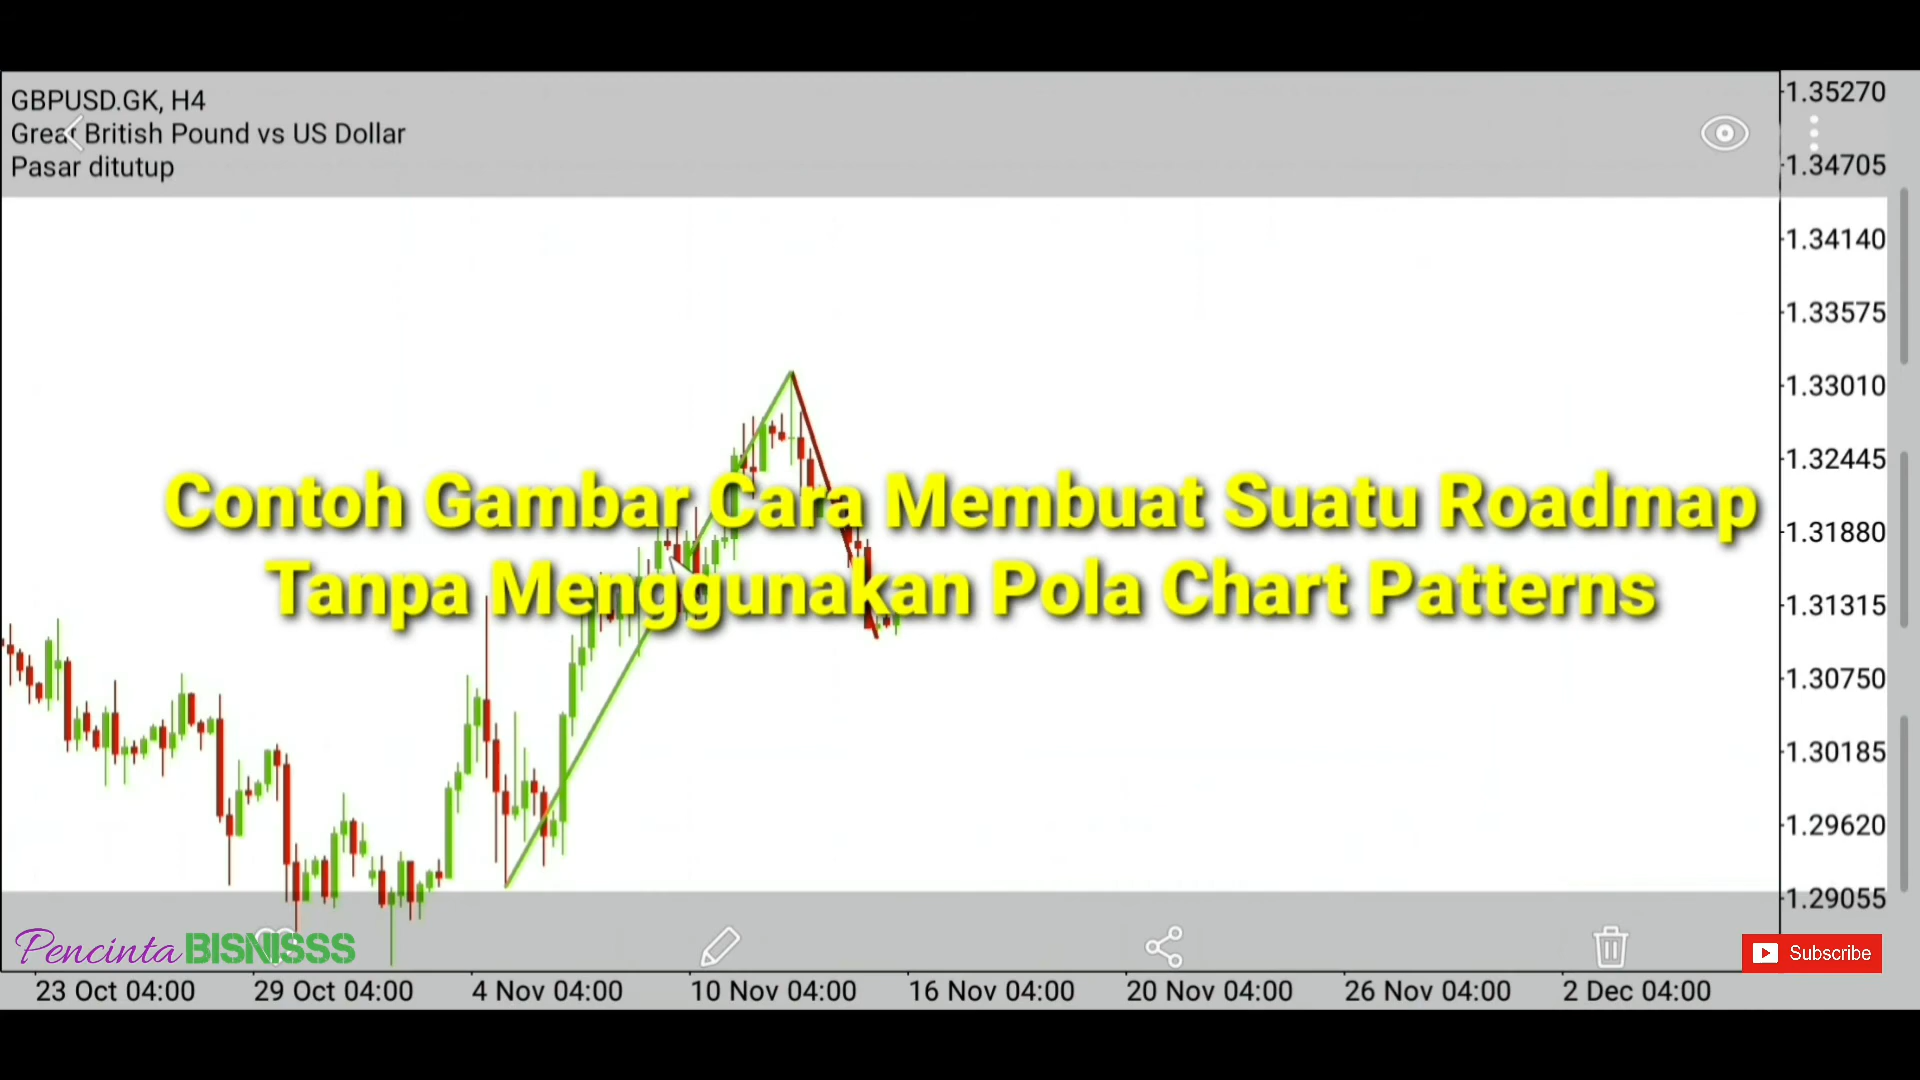 GBPUSD.GK, H4
Great British Pound vs US Dollar
Pasar ditutup
1.35270
1.34705
1.34140
1.33575
1.33010
1.32445
1.31880
1.31315
1.30750
1.30185
1.29620
1.29055
Contoh Gambar Cara Membuat Suatu Roadmap
Tanpa Menggunakan Pola Chart Patterns
Pencinta BISNISSS
Subscribe
23 Oct 04:00
29 Oct 04:00
4 Nov 04:00
10 Nov 04:00
16 Nov 04:00
20 Nov 04:00
26 Nov 04:00
2 Dec 04:00